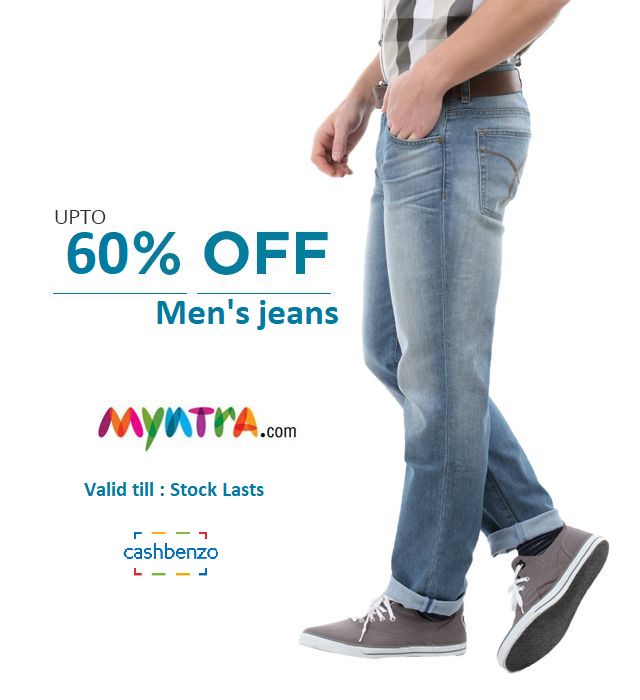 UPTO
60% OFF
Men's jeans
myntra.com
Valid till : Stock Lasts
cashbenzo